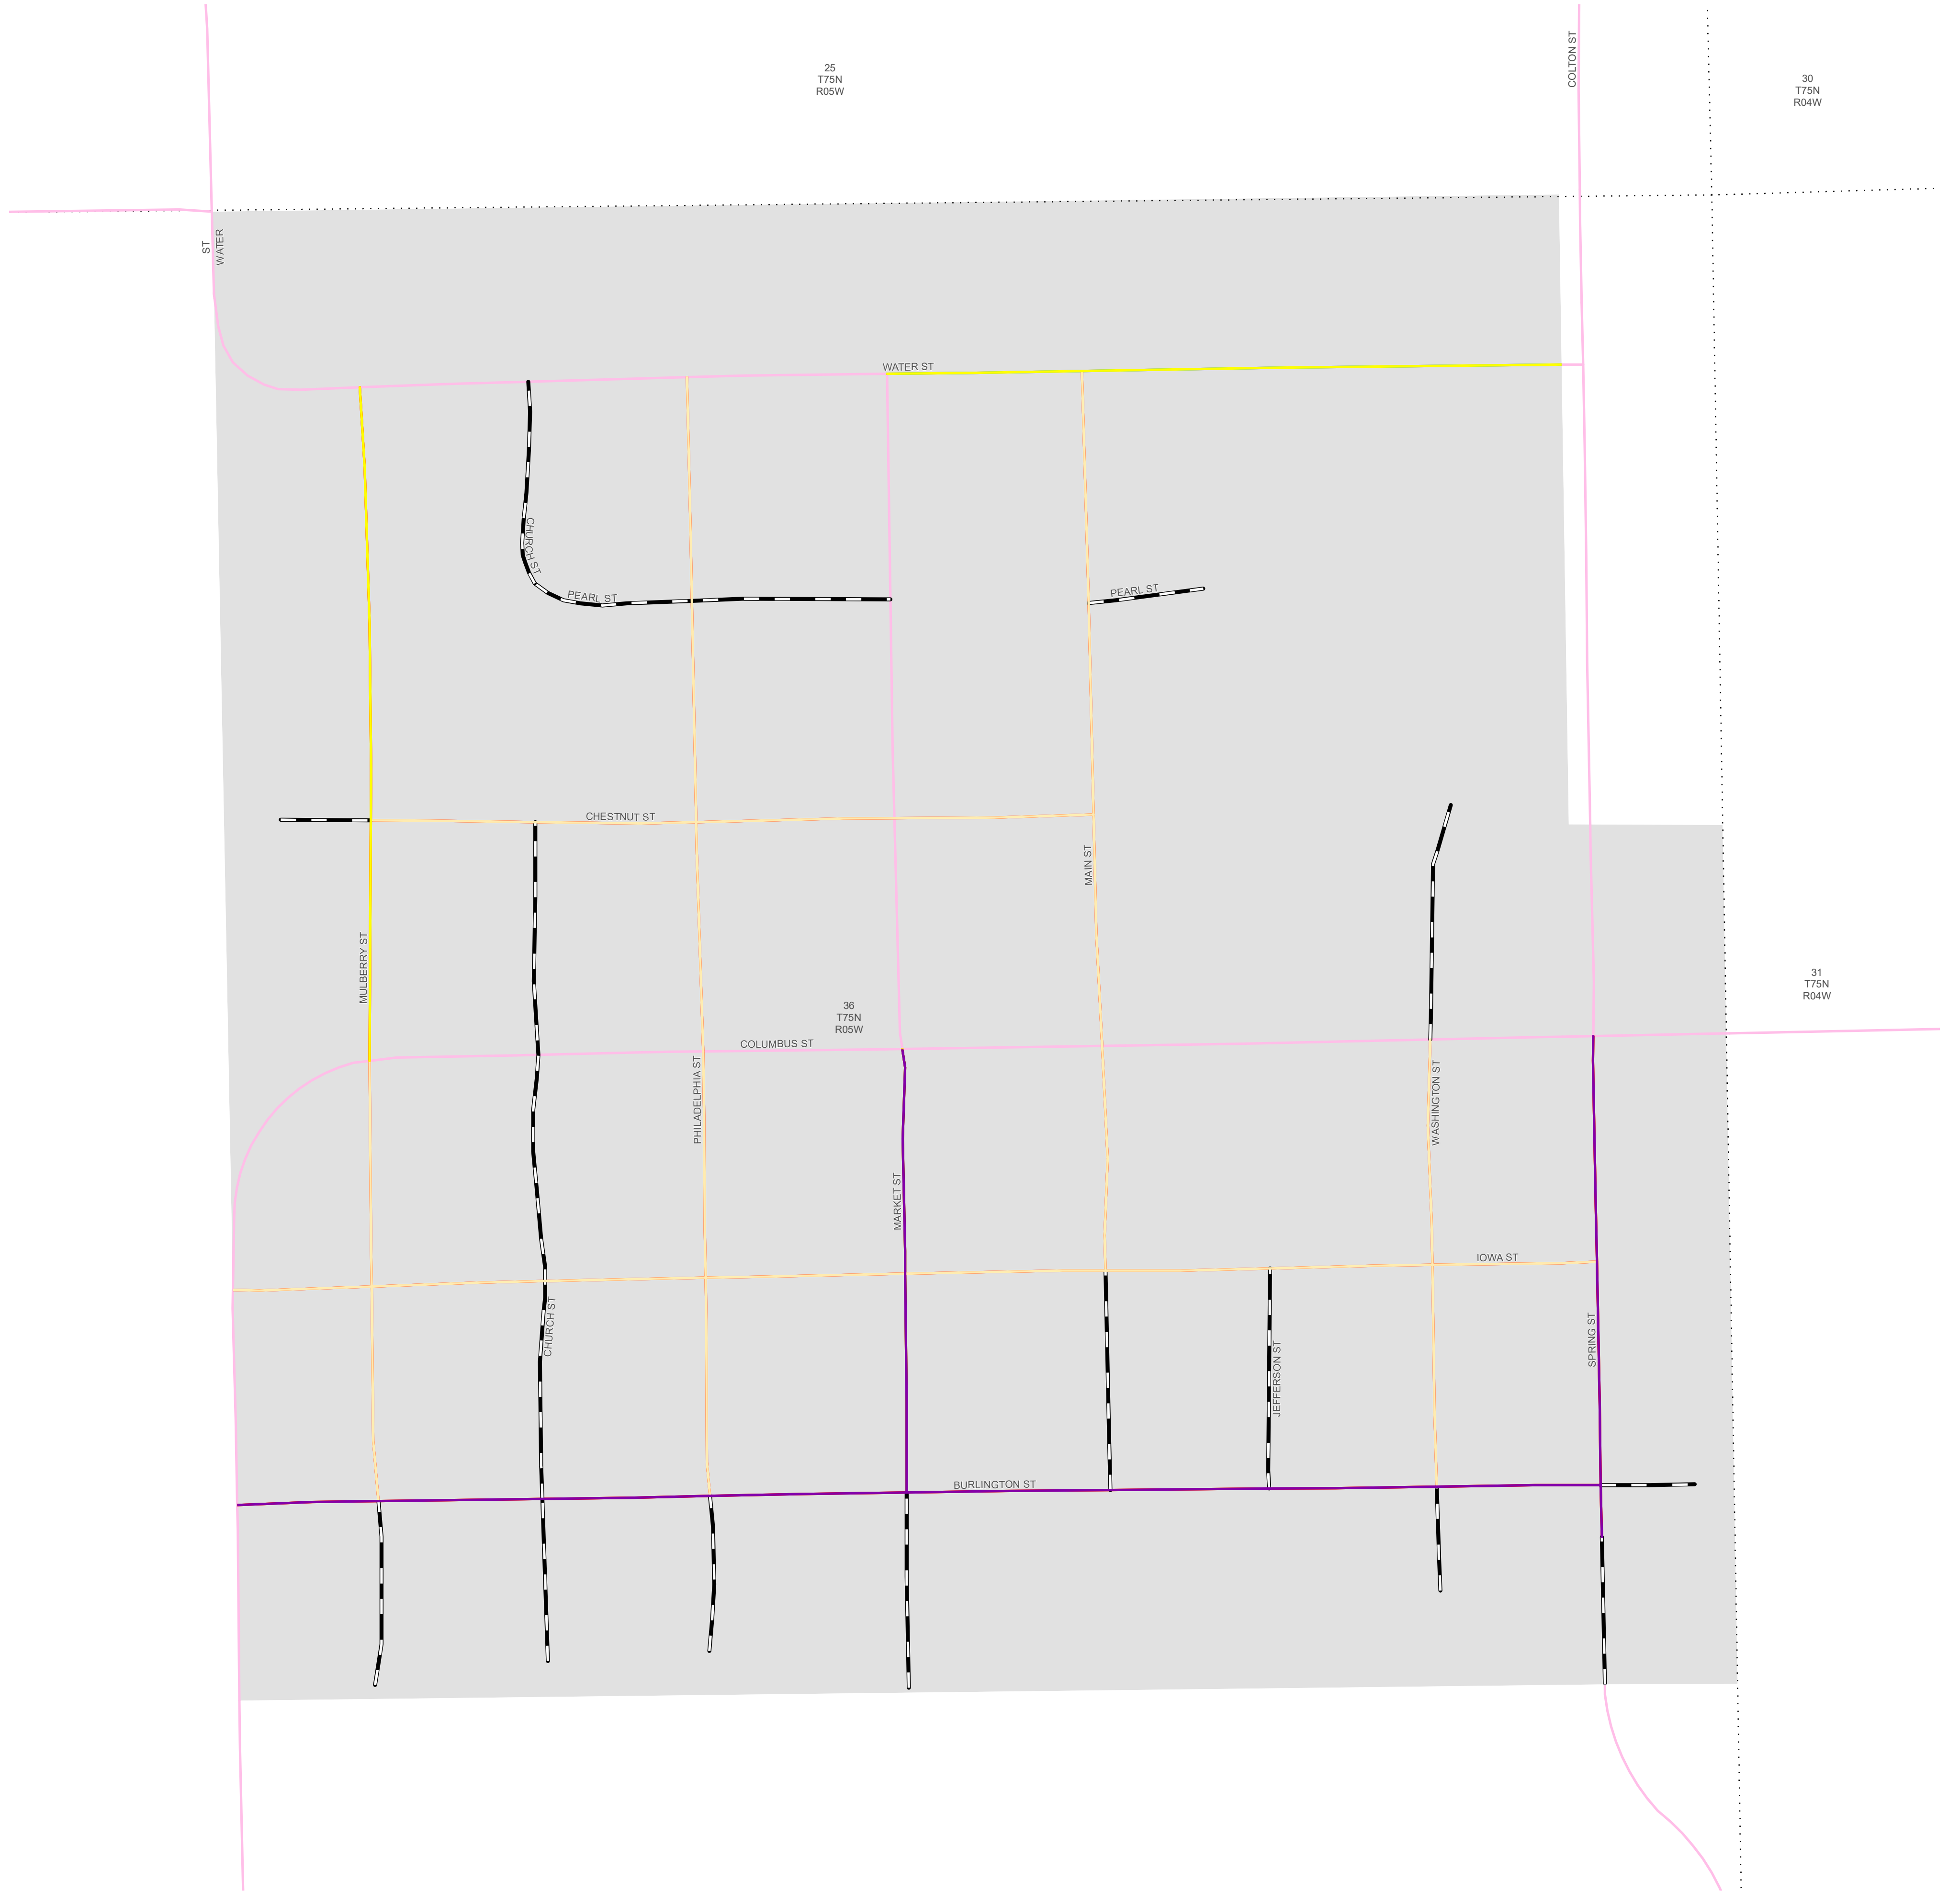 25
T75N
R05W
COLTON ST
30
T75N
R04W
ST
WATER
WATER ST
CHURCH ST
PEARL ST
PEARL ST
CHESTNUT ST
MAIN ST
MULBERRY ST
36
T75N
R05W
31
T75N
R04W
COLUMBUS ST
PHILADELPHIA ST
WASHINGTON ST
MARKET ST
IOWA ST
CHURCH ST
JEFFERSON ST
SPRING ST
BURLINGTON ST